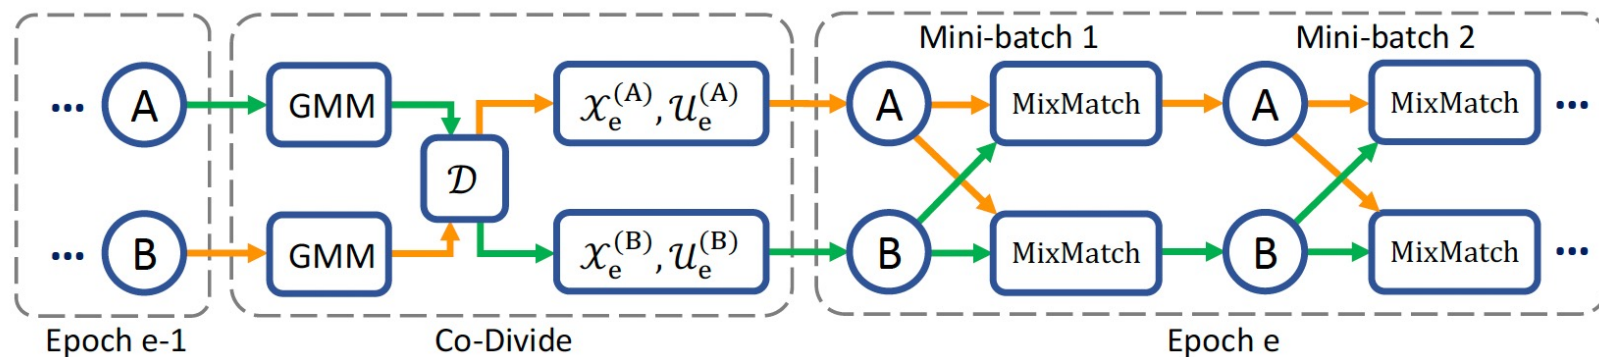 Mini-batch 1
Mini-batch 2
... A GMM 𝒳e(A), 𝒰e(A) A MixMatch A MixMatch ...
𝒟
... B GMM 𝒳e(B), 𝒰e(B) B MixMatch B MixMatch ...
Epoch e-1
Co-Divide
Epoch e